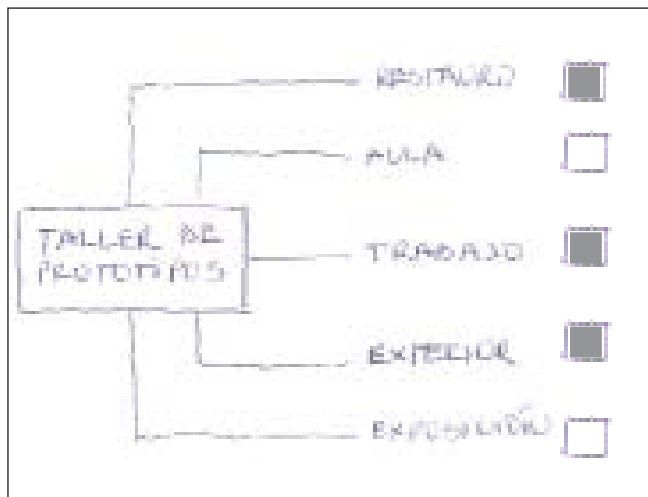 AULA
TALLER DE
PROTOTIPOS
TRABAJO
EXTERIOR
EXPOSICIÓN